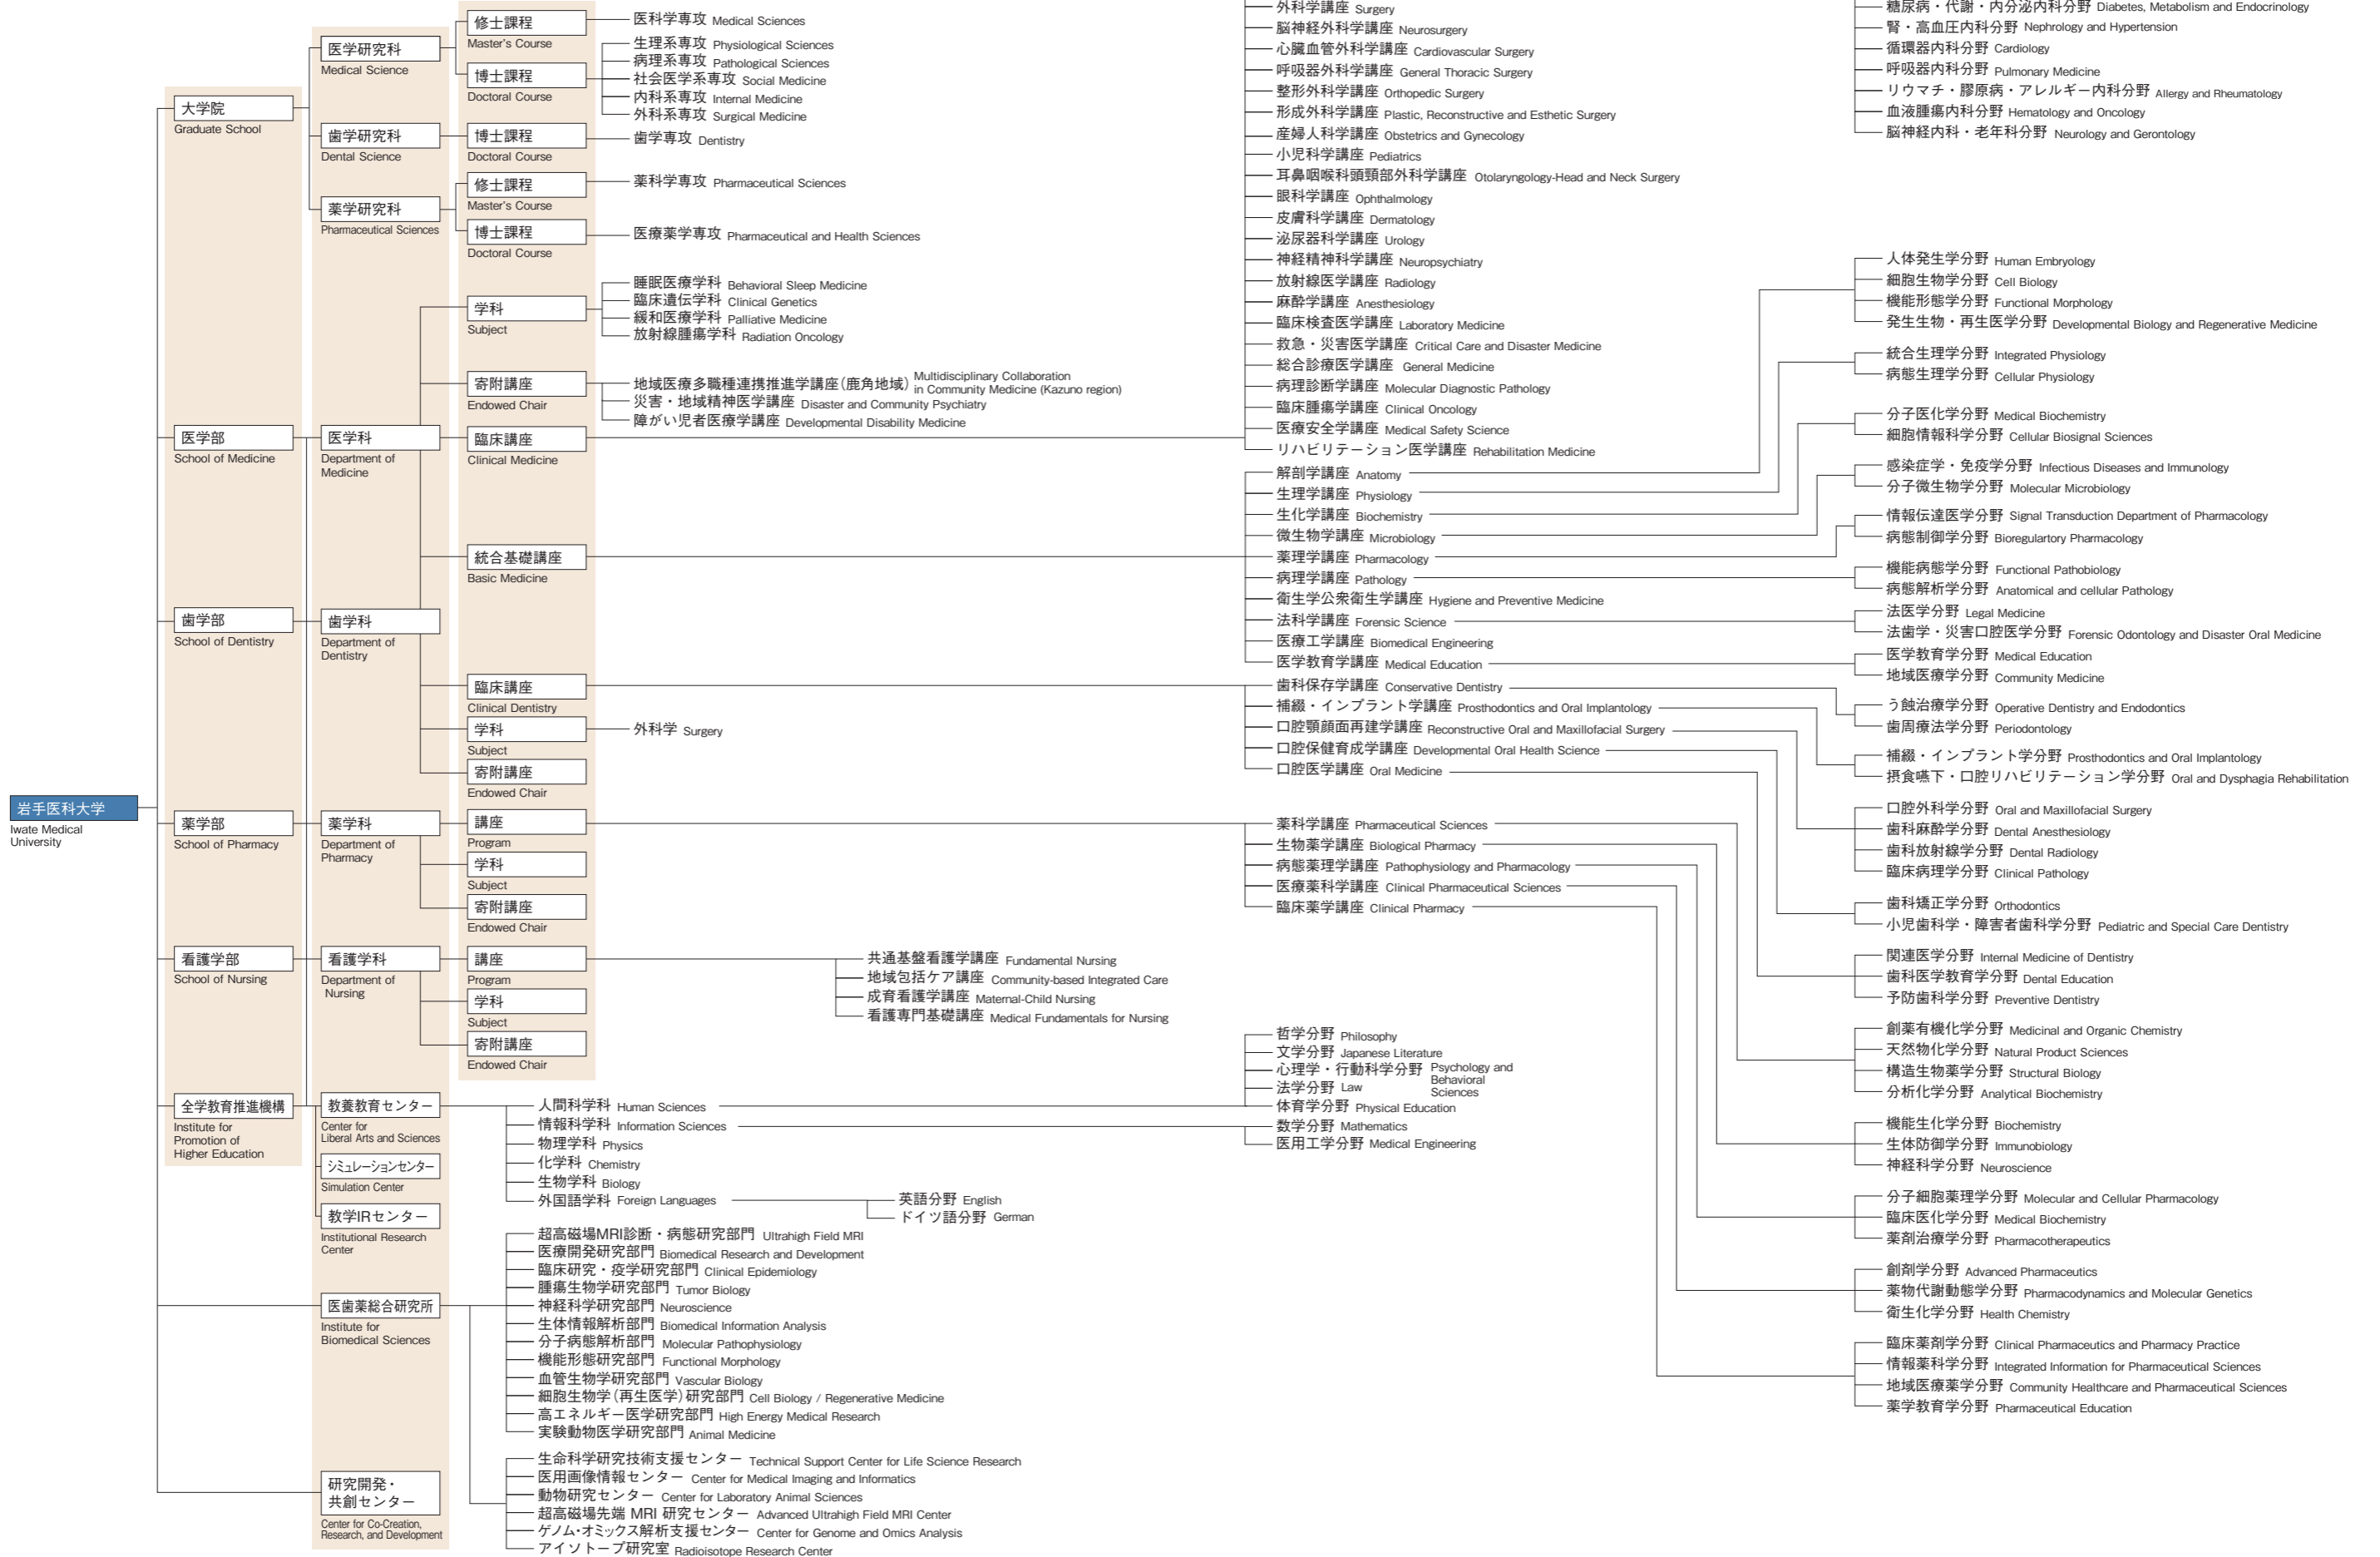 岩手医科大学
Iwate Medical
University
大学院
Graduate School
医学研究科
Medical Science
修士課程
Master's Course
医科学専攻 Medical Sciences
博士課程
Doctoral Course
生理系専攻 Physiological Sciences
病理系専攻 Pathological Sciences
社会医学系専攻 Social Medicine
内科系専攻 Internal Medicine
外科系専攻 Surgical Medicine
歯学研究科
Dental Science
博士課程
Doctoral Course
歯学専攻 Dentistry
薬学研究科
Pharmaceutical Sciences
修士課程
Master's Course
薬科学専攻 Pharmaceutical Sciences
博士課程
Doctoral Course
医療薬学専攻 Pharmaceutical and Health Sciences
医学部
School of Medicine
医学科
Department of
Medicine
学科
Subject
睡眠医療学科 Behavioral Sleep Medicine
臨床遺伝学科 Clinical Genetics
緩和医療学科 Palliative Medicine
放射線腫瘍学科 Radiation Oncology
寄附講座
Endowed Chair
地域医療多職種連携推進学講座(鹿角地域) Multidisciplinary Collaboration
in Community Medicine (Kazuno region)
災害・地域精神医学講座 Disaster and Community Psychiatry
障がい児者医療学講座 Developmental Disability Medicine
臨床講座
Clinical Medicine
外科学講座 Surgery
脳神経外科学講座 Neurosurgery
心臓血管外科学講座 Cardiovascular Surgery
呼吸器外科学講座 General Thoracic Surgery
整形外科学講座 Orthopedic Surgery
形成外科学講座 Plastic, Reconstructive and Esthetic Surgery
産婦人科学講座 Obstetrics and Gynecology
小児科学講座 Pediatrics
耳鼻咽喉科頭頸部外科学講座 Otolaryngology-Head and Neck Surgery
眼科学講座 Ophthalmology
皮膚科学講座 Dermatology
泌尿器科学講座 Urology
神経精神科学講座 Neuropsychiatry
放射線医学講座 Radiology
麻酔学講座 Anesthesiology
臨床検査医学講座 Laboratory Medicine
救急・災害医学講座 Critical Care and Disaster Medicine
総合診療医学講座 General Medicine
病理診断学講座 Molecular Diagnostic Pathology
臨床腫瘍学講座 Clinical Oncology
医療安全学講座 Medical Safety Science
リハビリテーション医学講座 Rehabilitation Medicine
糖尿病・代謝・内分泌内科分野 Diabetes, Metabolism and Endocrinology
腎・高血圧内科分野 Nephrology and Hypertension
循環器内科分野 Cardiology
呼吸器内科分野 Pulmonary Medicine
リウマチ・膠原病・アレルギー内科分野 Allergy and Rheumatology
血液腫瘍内科分野 Hematology and Oncology
脳神経内科・老年科分野 Neurology and Gerontology
統合基礎講座
Basic Medicine
解剖学講座 Anatomy
生理学講座 Physiology
生化学講座 Biochemistry
微生物学講座 Microbiology
薬理学講座 Pharmacology
病理学講座 Pathology
衛生学公衆衛生学講座 Hygiene and Preventive Medicine
法科学講座 Forensic Science
医療工学講座 Biomedical Engineering
医学教育学講座 Medical Education
人体発生学分野 Human Embryology
細胞生物学分野 Cell Biology
機能形態学分野 Functional Morphology
発生生物・再生医学分野 Developmental Biology and Regenerative Medicine
統合生理学分野 Integrated Physiology
病態生理学分野 Cellular Physiology
分子医化学分野 Medical Biochemistry
細胞情報科学分野 Cellular Biosignal Sciences
感染症学・免疫学分野 Infectious Diseases and Immunology
分子微生物学分野 Molecular Microbiology
情報伝達医学分野 Signal Transduction Department of Pharmacology
病態制御学分野 Bioregulartory Pharmacology
機能病態学分野 Functional Pathobiology
病態解析学分野 Anatomical and cellular Pathology
法医学分野 Legal Medicine
法歯学・災害口腔医学分野 Forensic Odontology and Disaster Oral Medicine
医学教育学分野 Medical Education
地域医療学分野 Community Medicine
歯学部
School of Dentistry
歯学科
Department of
Dentistry
臨床講座
Clinical Dentistry
学科
Subject
外科学 Surgery
寄附講座
Endowed Chair
歯科保存学講座 Conservative Dentistry
補綴・インプラント学講座 Prosthodontics and Oral Implantology
口腔顎顔面再建学講座 Reconstructive Oral and Maxillofacial Surgery
口腔保健育成学講座 Developmental Oral Health Science
口腔医学講座 Oral Medicine
う蝕治療学分野 Operative Dentistry and Endodontics
歯周療法学分野 Periodontology
補綴・インプラント学分野 Prosthodontics and Oral Implantology
摂食嚥下・口腔リハビリテーション学分野 Oral and Dysphagia Rehabilitation
口腔外科学分野 Oral and Maxillofacial Surgery
歯科麻酔学分野 Dental Anesthesiology
歯科放射線学分野 Dental Radiology
臨床病理学分野 Clinical Pathology
歯科矯正学分野 Orthodontics
小児歯科学・障害者歯科学分野 Pediatric and Special Care Dentistry
関連医学分野 Internal Medicine of Dentistry
歯科医学教育学分野 Dental Education
予防歯科学分野 Preventive Dentistry
薬学部
School of Pharmacy
薬学科
Department of
Pharmacy
講座
Program
学科
Subject
寄附講座
Endowed Chair
薬科学講座 Pharmaceutical Sciences
生物薬学講座 Biological Pharmacy
病態薬理学講座 Pathophysiology and Pharmacology
医療薬科学講座 Clinical Pharmaceutical Sciences
臨床薬学講座 Clinical Pharmacy
創薬有機化学分野 Medicinal and Organic Chemistry
天然物化学分野 Natural Product Sciences
構造生物薬学分野 Structural Biology
分析化学分野 Analytical Biochemistry
機能生化学分野 Biochemistry
生体防御学分野 Immunobiology
神経科学分野 Neuroscience
分子細胞薬理学分野 Molecular and Cellular Pharmacology
臨床医化学分野 Medical Biochemistry
薬剤治療学分野 Pharmacotherapeutics
創剤学分野 Advanced Pharmaceutics
薬物代謝動態学分野 Pharmacodynamics and Molecular Genetics
衛生化学分野 Health Chemistry
臨床薬剤学分野 Clinical Pharmaceutics and Pharmacy Practice
情報薬科学分野 Integrated Information for Pharmaceutical Sciences
地域医療薬学分野 Community Healthcare and Pharmaceutical Sciences
薬学教育学分野 Pharmaceutical Education
看護学部
School of Nursing
看護学科
Department of
Nursing
講座
Program
学科
Subject
寄附講座
Endowed Chair
共通基盤看護学講座 Fundamental Nursing
地域包括ケア講座 Community-based Integrated Care
成育看護学講座 Maternal-Child Nursing
看護専門基礎講座 Medical Fundamentals for Nursing
全学教育推進機構
Institute for
Promotion of
Higher Education
教養教育センター
Center for
Liberal Arts and Sciences
シミュレーションセンター
Simulation Center
教学IRセンター
Institutional Research
Center
人間科学科 Human Sciences
情報科学科 Information Sciences
物理学科 Physics
化学科 Chemistry
生物学科 Biology
外国語学科 Foreign Languages
哲学分野 Philosophy
文学分野 Japanese Literature
心理学・行動科学分野 Psychology and
Behavioral
Sciences
法学分野 Law
体育学分野 Physical Education
数学分野 Mathematics
医用工学分野 Medical Engineering
英語分野 English
ドイツ語分野 German
医歯薬総合研究所
Institute for
Biomedical Sciences
超高磁場MRI診断・病態研究部門 Ultrahigh Field MRI
医療開発研究部門 Biomedical Research and Development
臨床研究・疫学研究部門 Clinical Epidemiology
腫瘍生物学研究部門 Tumor Biology
神経科学研究部門 Neuroscience
生体情報解析部門 Biomedical Information Analysis
分子病態解析部門 Molecular Pathophysiology
機能形態研究部門 Functional Morphology
血管生物学研究部門 Vascular Biology
細胞生物学(再生医学)研究部門 Cell Biology / Regenerative Medicine
高エネルギー医学研究部門 High Energy Medical Research
実験動物医学研究部門 Animal Medicine
生命科学研究技術支援センター Technical Support Center for Life Science Research
医用画像情報センター Center for Medical Imaging and Informatics
動物研究センター Center for Laboratory Animal Sciences
超高磁場先端 MRI 研究センター Advanced Ultrahigh Field MRI Center
ゲノム・オミックス解析支援センター Center for Genome and Omics Analysis
アイソトープ研究室 Radioisotope Research Center
研究開発・
共創センター
Center for Co-Creation,
Research, and Development